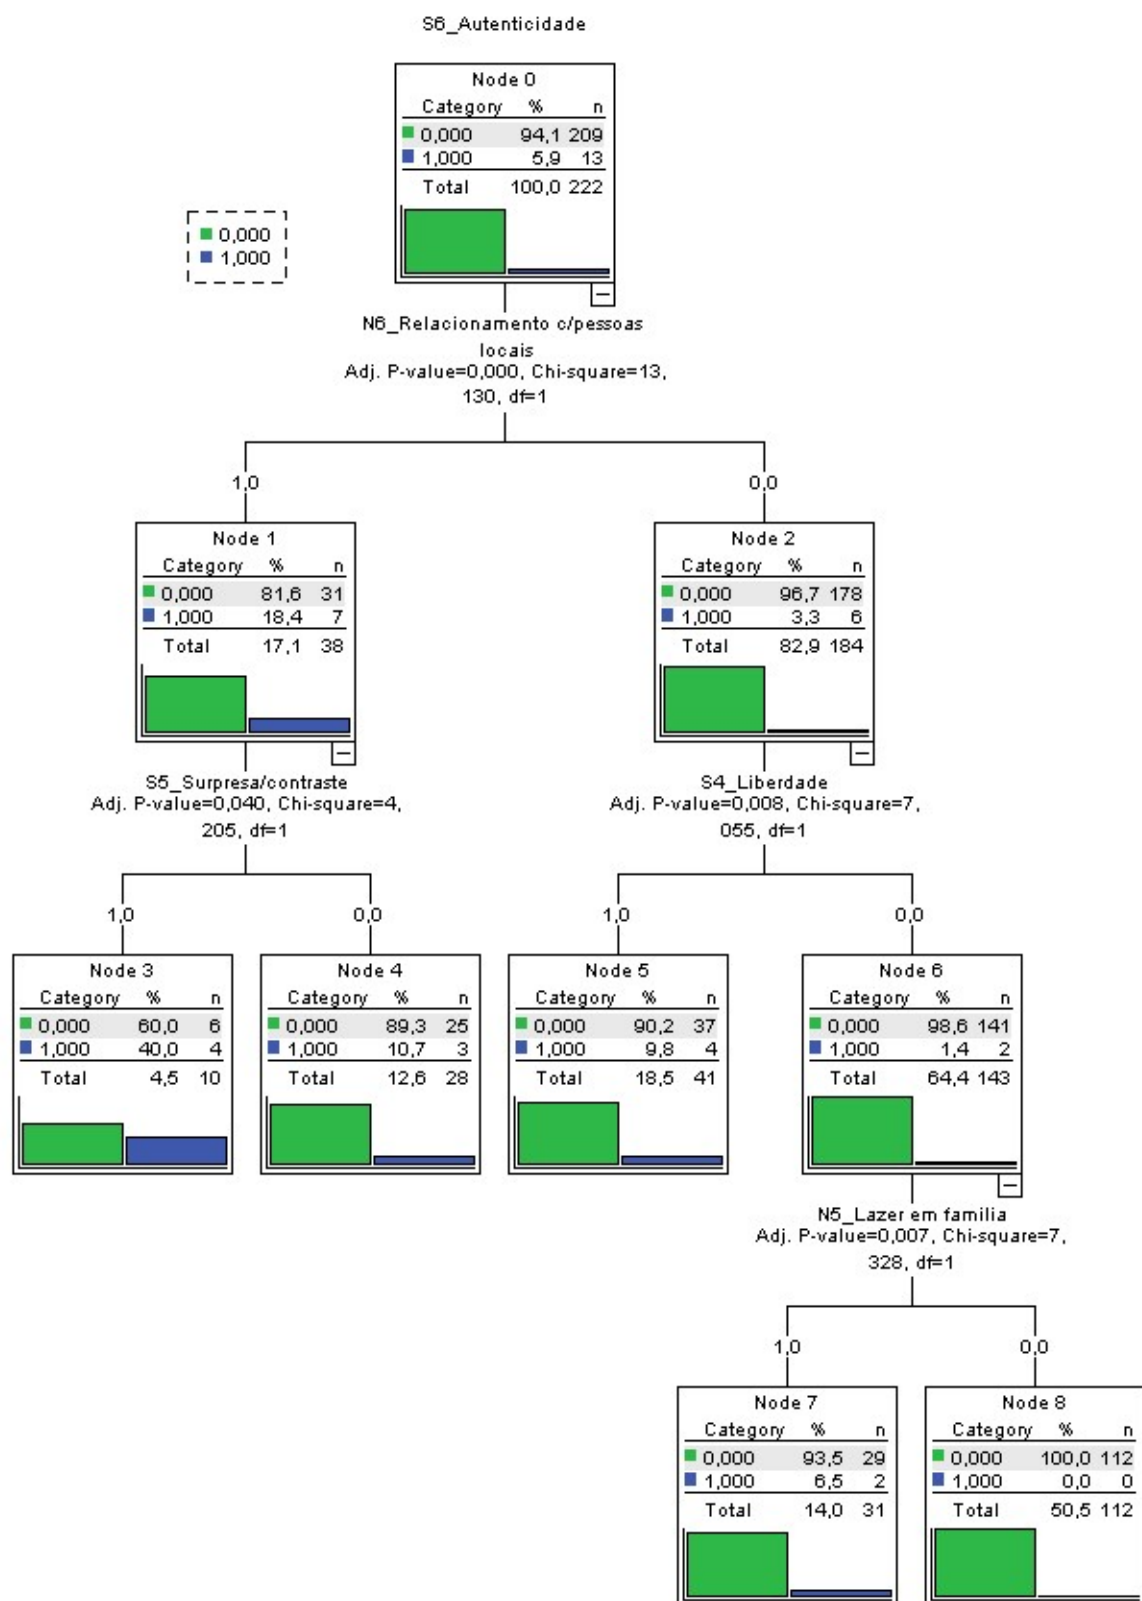 S6_Autenticidade
Node 0
Category % n
0,000 94,1 209
1,000 5,9 13
Total 100,0 222
0,000
1,000
N6_Relacionamento c/pessoas
locais
Adj. P-value=0,000, Chi-square=13,
130, df=1
1,0 0,0
Node 1
Category % n
0,000 81,6 31
1,000 18,4 7
Total 17,1 38
Node 2
Category % n
0,000 96,7 178
1,000 3,3 6
Total 82,9 184
S5_Surpresa/contraste
Adj. P-value=0,040, Chi-square=4,
205, df=1
S4_Liberdade
Adj. P-value=0,008, Chi-square=7,
055, df=1
1,0 0,0 1,0 0,0
Node 3
Category % n
0,000 60,0 6
1,000 40,0 4
Total 4,5 10
Node 4
Category % n
0,000 89,3 25
1,000 10,7 3
Total 12,6 28
Node 5
Category % n
0,000 90,2 37
1,000 9,8 4
Total 18,5 41
Node 6
Category % n
0,000 98,6 141
1,000 1,4 2
Total 64,4 143
N5_Lazer em familia
Adj. P-value=0,007, Chi-square=7,
328, df=1
1,0 0,0
Node 7
Category % n
0,000 93,5 29
1,000 6,5 2
Total 14,0 31
Node 8
Category % n
0,000 100,0 112
1,000 0,0 0
Total 50,5 112